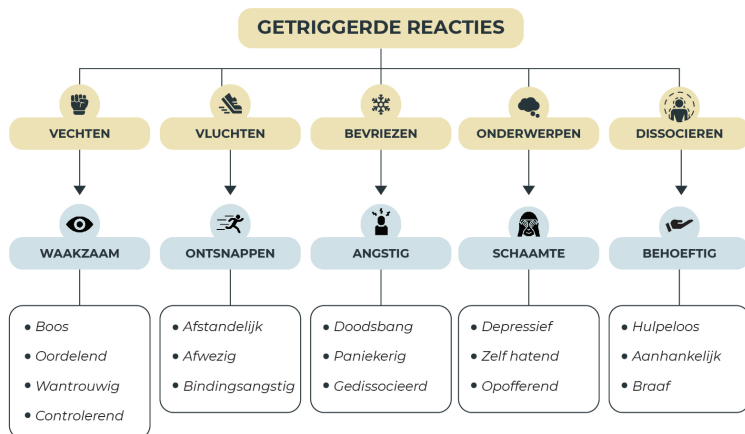 GETRIGGERDE REACTIES
VECHTEN
VLUCHTEN
BEVRIEZEN
ONDERWERPEN
DISSOCIEREN
WAAKZAAM
ONTSNAPPEN
ANGSTIG
SCHAAMTE
BEHOEFTIG
• Boos
• Oordelend
• Wantrouwig
• Controlerend
• Afstandelijk
• Afwezig
• Bindingsangstig
• Doodsbang
• Paniekerig
• Gedissocieerd
• Depressief
• Zelf hatend
• Opofferend
• Hulpeloos
• Aanhankelijk
• Braaf